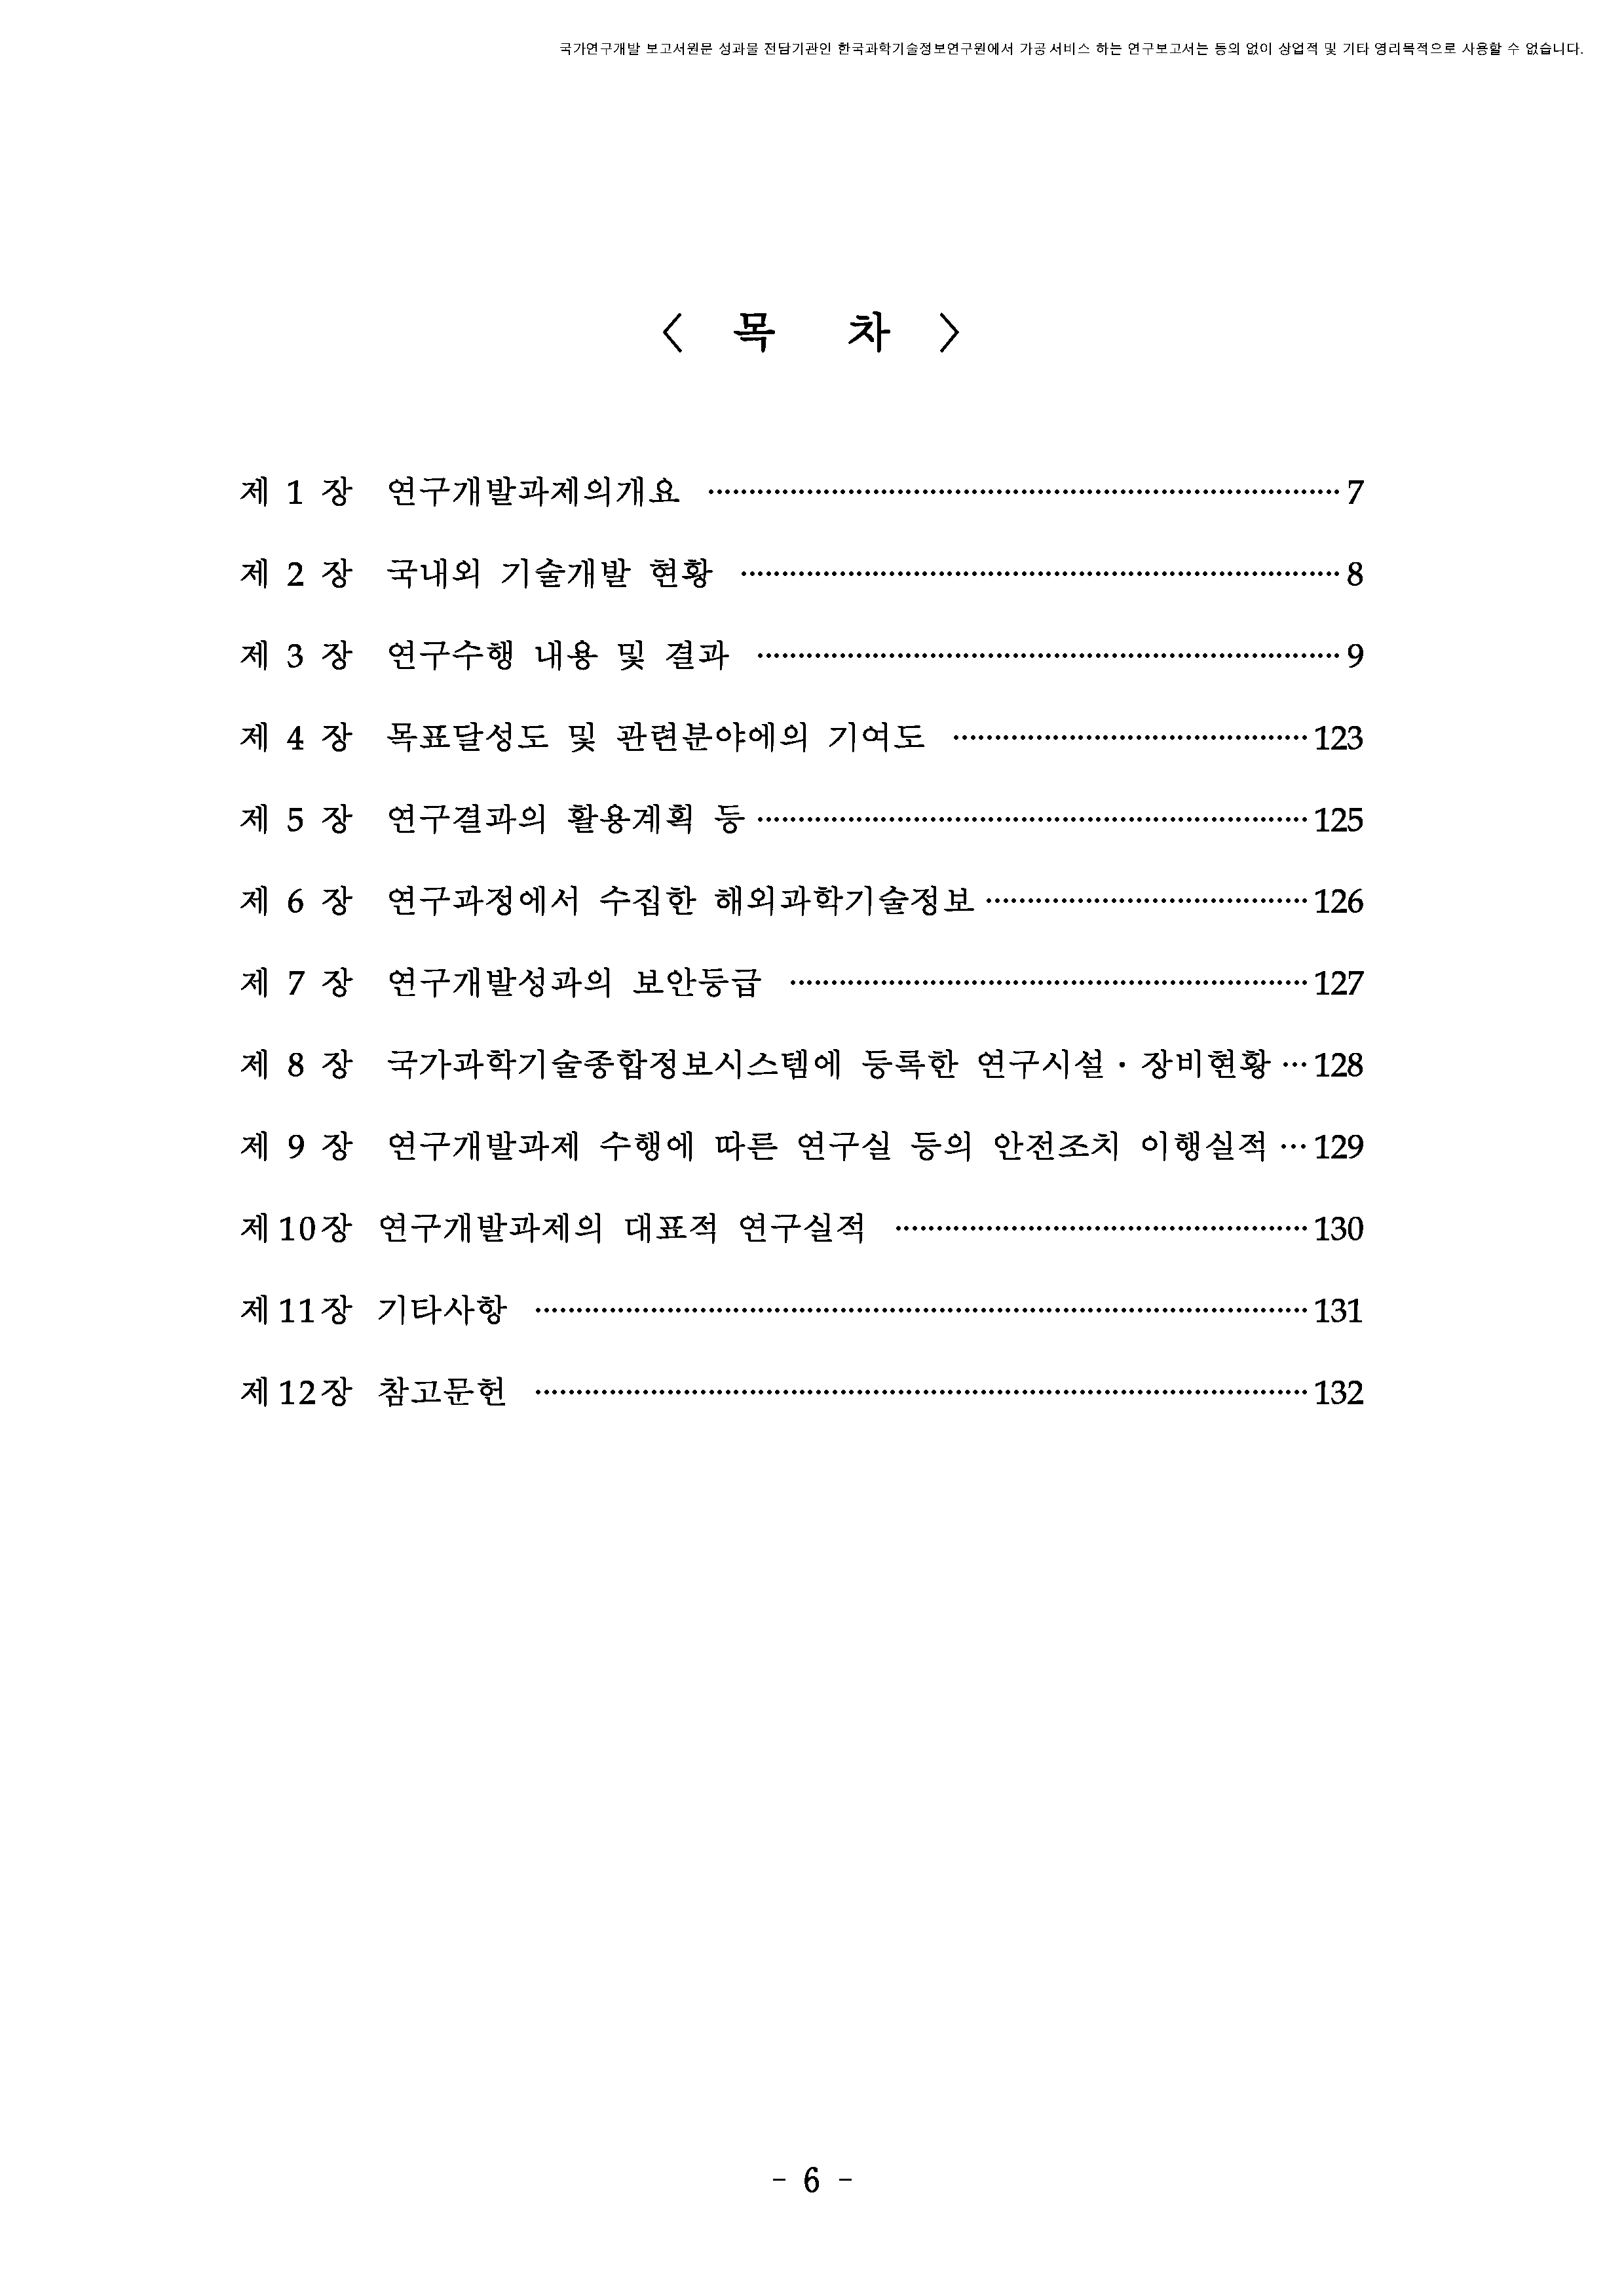 국가연구개발 보고서원문 성과물 전담기관인 한국과학기술정보연구원에서 가공·서비스 하는 연구보고서는 동의 없이 상업적 및 기타 영리목적으로 사용할 수 없습니다.
< 목 차 >
제 1 장 연구개발과제의개요 ················································ 7
제 2 장 국내외 기술개발 현황 ················································ 8
제 3 장 연구수행 내용 및 결과 ················································ 9
제 4 장 목표달성도 및 관련분야에의 기여도 ································ 123
제 5 장 연구결과의 활용계획 등 ················································ 125
제 6 장 연구과정에서 수집한 해외과학기술정보 ································ 126
제 7 장 연구개발성과의 보안등급 ················································ 127
제 8 장 국가과학기술종합정보시스템에 등록한 연구시설·장비현황 ··· 128
제 9 장 연구개발과제 수행에 따른 연구실 등의 안전조치 이행실적 ··· 129
제10장 연구개발과제의 대표적 연구실적 ································ 130
제11장 기타사항 ················································ 131
제12장 참고문헌 ················································ 132
- 6 -